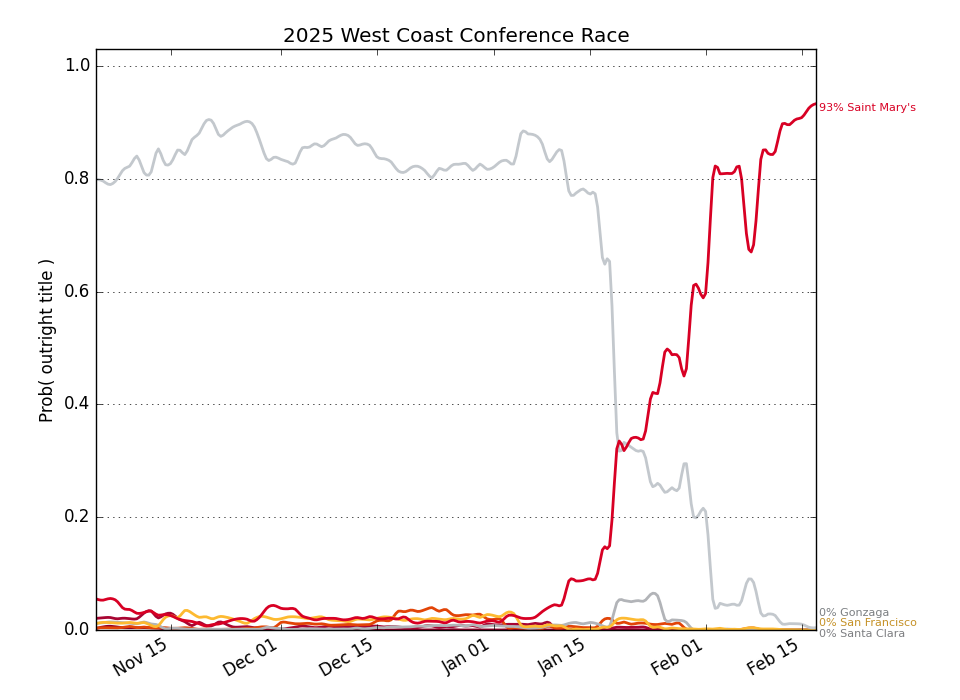 2025 West Coast Conference Race
Prob( outright title )
1.0
0.8
0.6
0.4
0.2
0.0
93% Saint Mary's
0% Gonzaga
0% San Francisco
0% Santa Clara
Nov 15
Dec 01
Dec 15
Jan 01
Jan 15
Feb 01
Feb 15